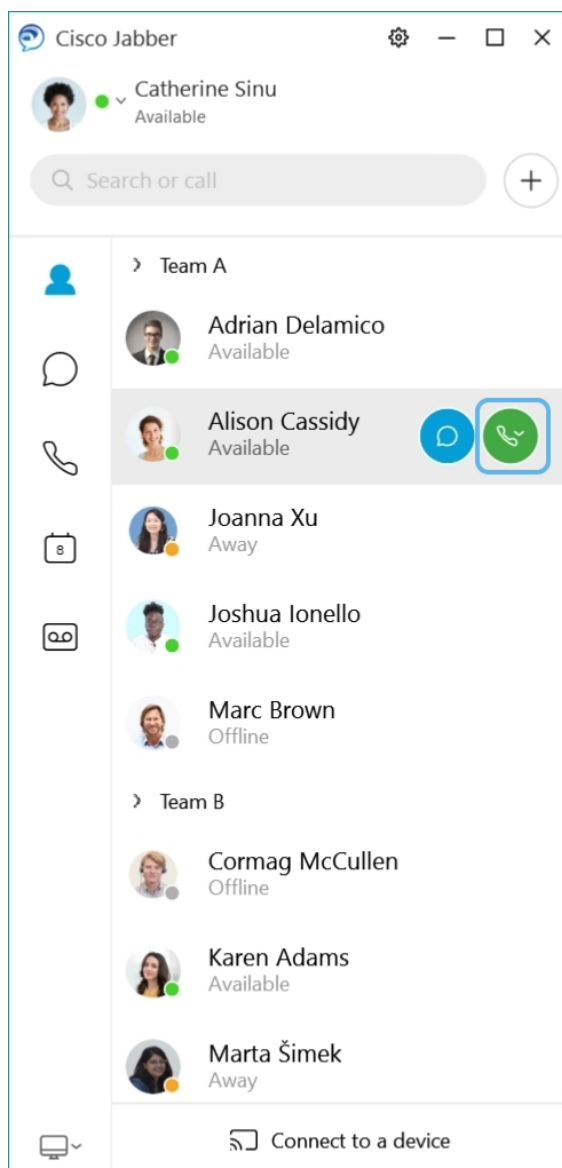 Cisco Jabber
Catherine Sinu
Available
Search or call
Team A
Adrian Delamico
Available
Alison Cassidy
Available
Joanna Xu
Away
8
Joshua Ionello
Available
Marc Brown
Offline
Team B
Cormag McCullen
Offline
Karen Adams
Available
Marta Šimek
Away
Connect to a device